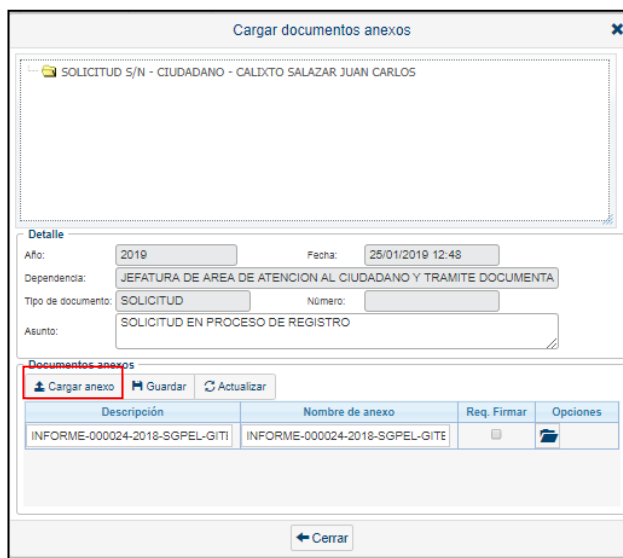 Cargar documentos anexos
SOLICITUD S/N - CIUDADANO - CALIXTO SALAZAR JUAN CARLOS
Detalle
Año: 2019 Fecha: 25/01/2019 12:48
Dependencia: JEFATURA DE AREA DE ATENCION AL CIUDADANO Y TRAMITE DOCUMENTA
Tipo de documento: SOLICITUD Número:
Asunto: SOLICITUD EN PROCESO DE REGISTRO
Documentos anexos
Cargar anexo Guardar Actualizar
Descripción Nombre de anexo Req. Firmar Opciones
INFORME-000024-2018-SGPEL-GITE INFORME-000024-2018-SGPEL-GITE
Cerrar